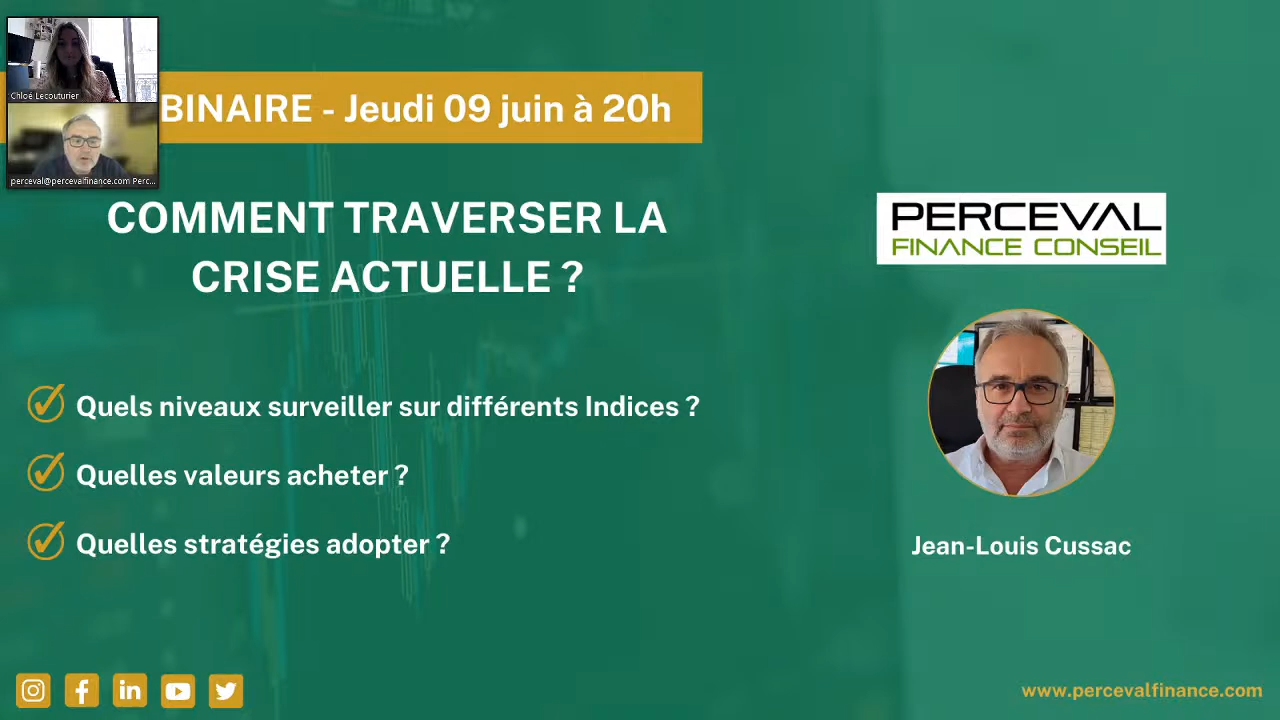 Chloé Lecouturier
perceval@percevalfinance.com Perc...
BINAIRE - Jeudi 09 juin à 20h
COMMENT TRAVERSER LA
CRISE ACTUELLE ?
Quels niveaux surveiller sur différents Indices ?
Quelles valeurs acheter ?
Quelles stratégies adopter ?
PERCEVAL
FINANCE CONSEIL
Jean-Louis Cussac
www.percevalfinance.com